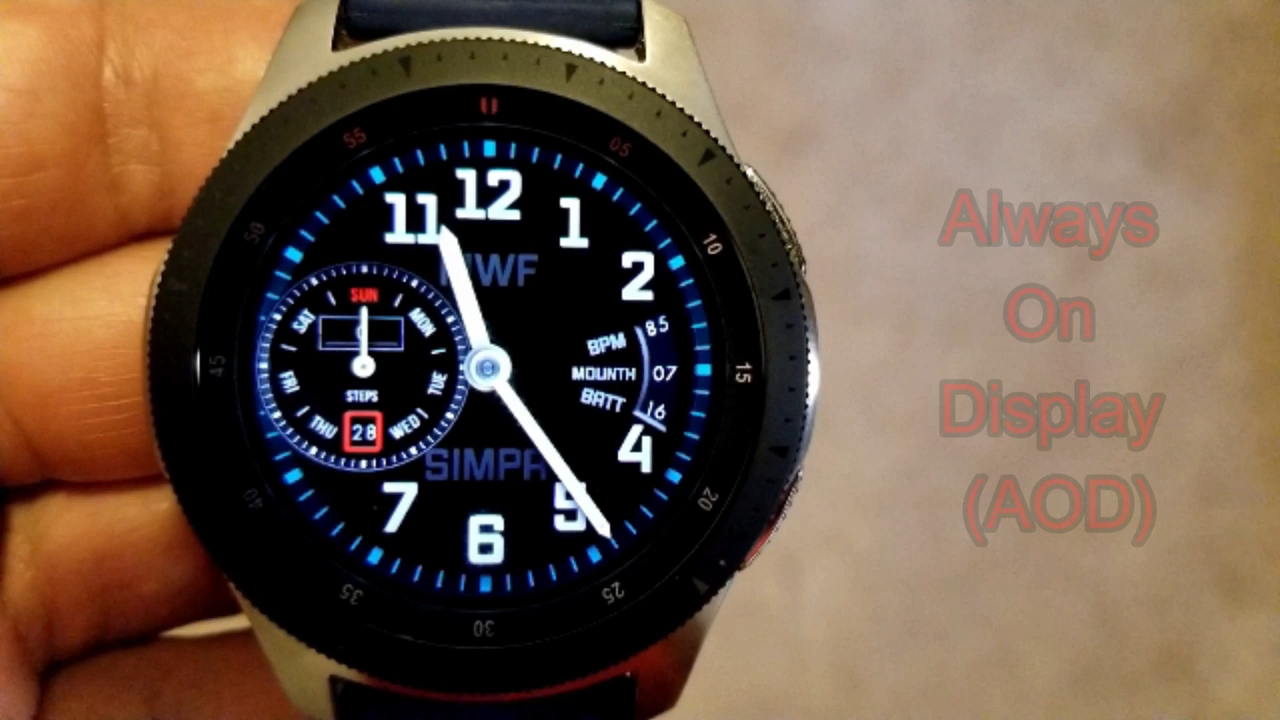 Always
On
Display
(AOD)
55
05
50
10
45
15
40
20
35
25
30
11
12
1
2
4
5
6
7
SUN
MON
TUE
WED
THU
FRI
SAT
STEPS
28
BPM 85
MOUNTH 07
BATT 16